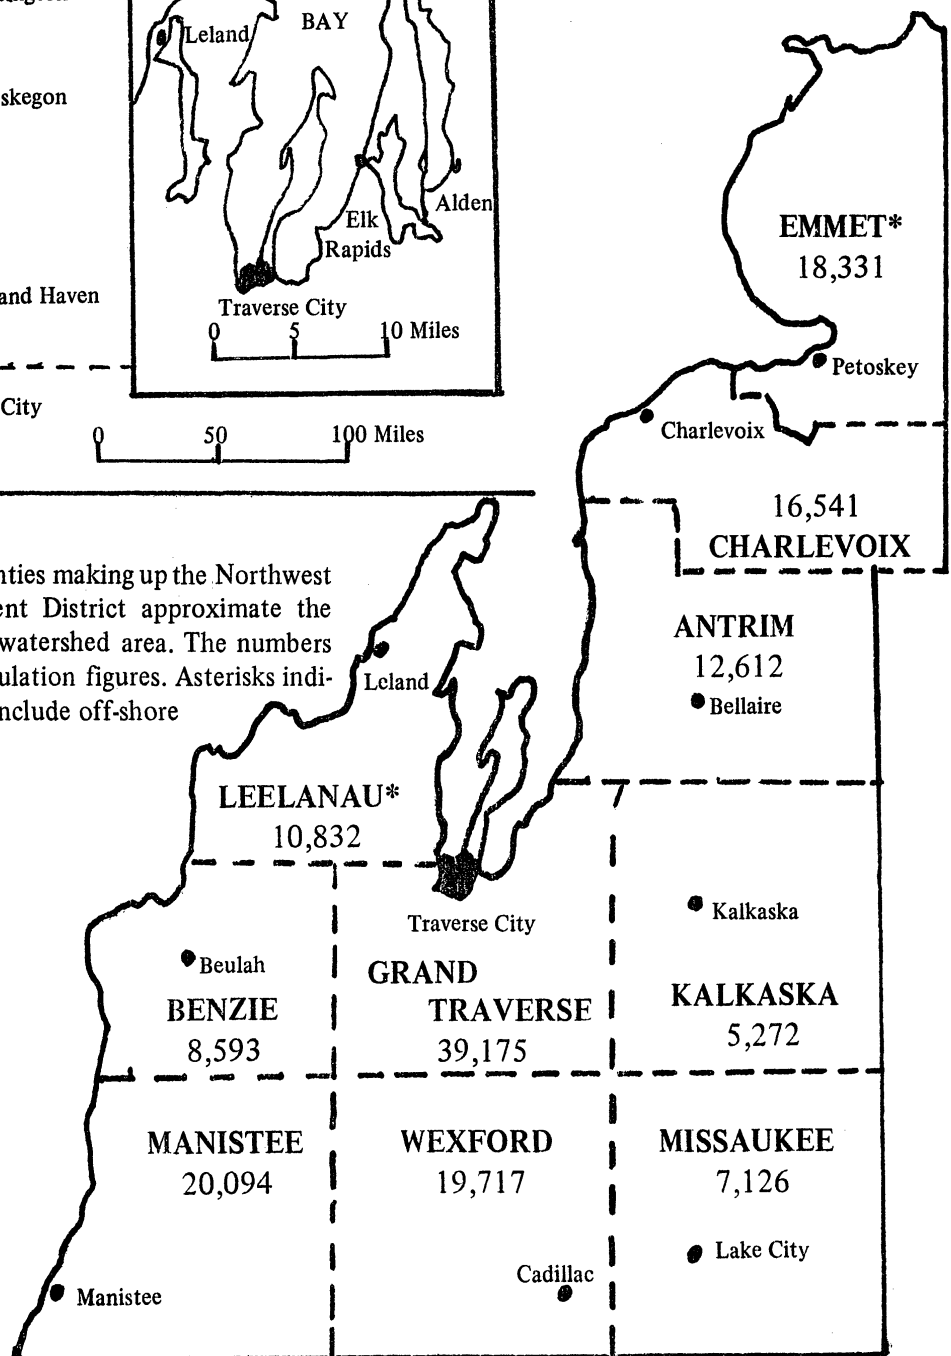 Leland
BAY
skegon
Alden
Elk
Rapids
and Haven
Traverse City
0 5 10 Miles
City
0 50 100 Miles
EMMET*
18,331
Petoskey
Charlevoix
16,541
CHARLEVOIX
nties making up the Northwest
ent District approximate the
watershed area. The numbers
ulation figures. Asterisks indi-
nclude off-shore
ANTRIM
12,612
Bellaire
Leland
LEELANAU*
10,832
Traverse City
Kalkaska
Beulah
BENZIE
8,593
GRAND
TRAVERSE
39,175
KALKASKA
5,272
MANISTEE
20,094
WEXFORD
19,717
MISSAUKEE
7,126
Lake City
Cadillac
Manistee